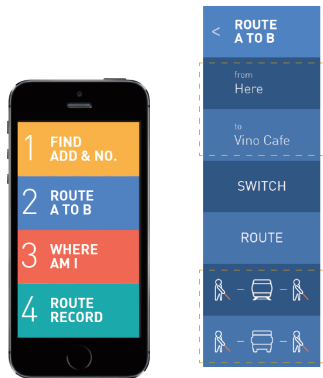 1 FIND
ADD & NO.
2 ROUTE
A TO B
3 WHERE
AM I
4 ROUTE
RECORD
< ROUTE
A TO B
from
Here
to
Vino Cafe
SWITCH
ROUTE